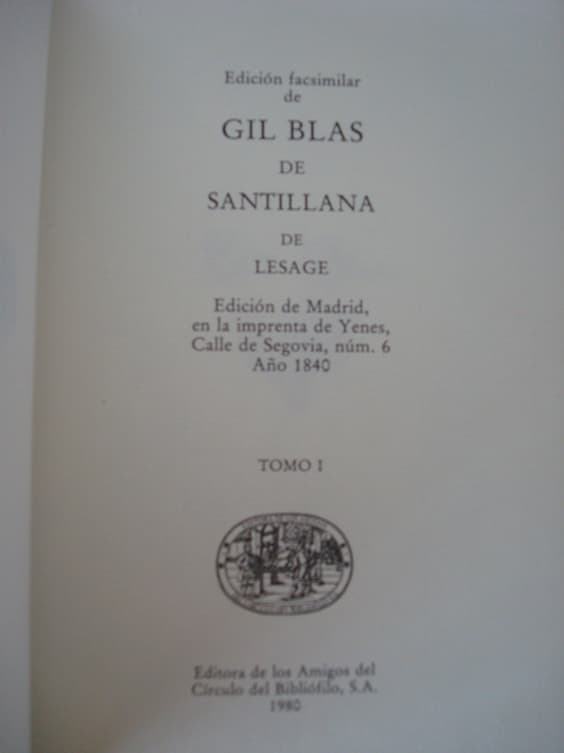 Edición facsimilar
de
GIL BLAS
DE
SANTILLANA
DE
LESAGE
Edición de Madrid,
en la imprenta de Yenes,
Calle de Segovia, núm. 6
Año 1840
TOMO I
Editora de los Amigos del
Círculo del Bibliófilo, S.A.
1980